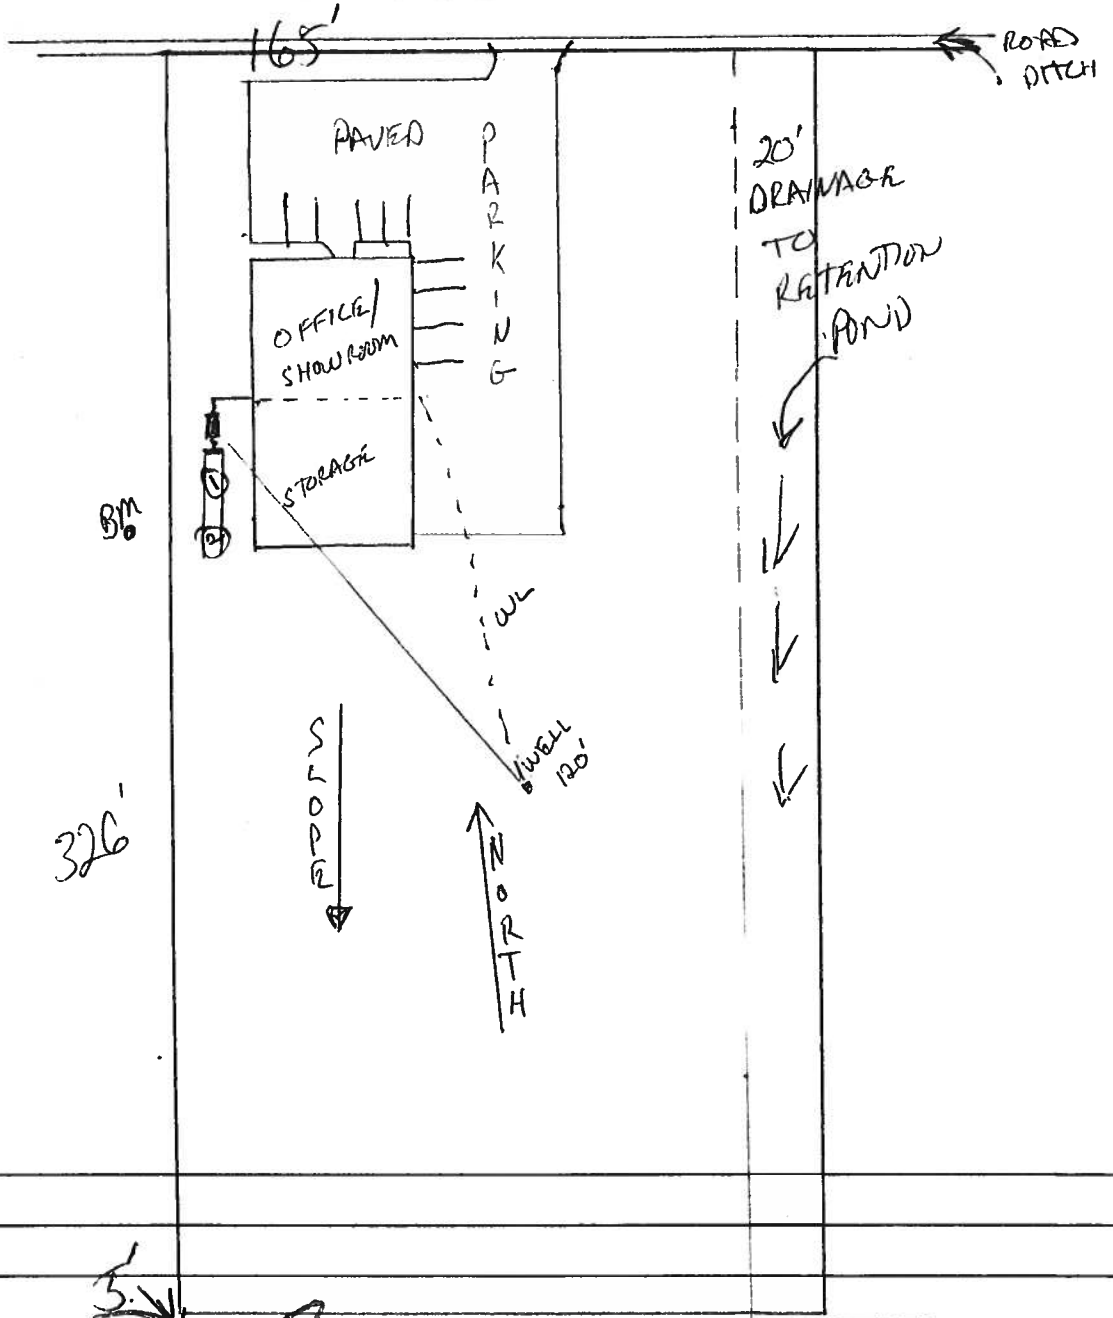 165'
ROAD
DITCH
PAVED
PARKING
20'
DRAINAGE
TO
RETENTION
POND
OFFICE/
SHOWROOM
STORAGE
1
2
BM
WL
WELL
120'
SLOPE
NORTH
326'
5'